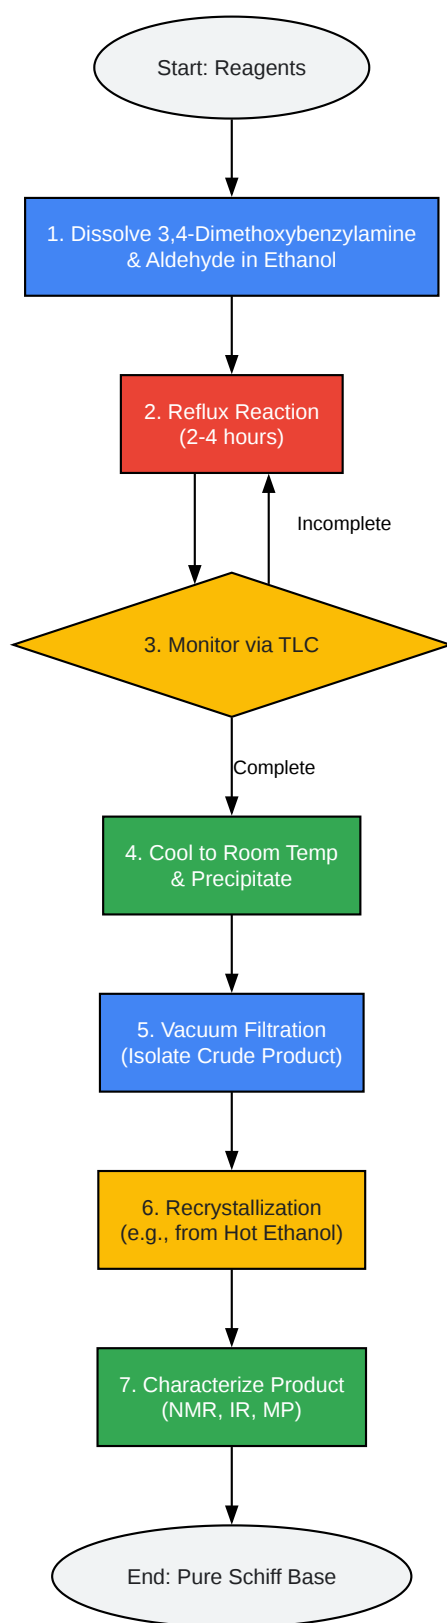 Start: Reagents
1. Dissolve 3,4-Dimethoxybenzylamine
& Aldehyde in Ethanol
2. Reflux Reaction
(2-4 hours)
Incomplete
3. Monitor via TLC
Complete
4. Cool to Room Temp
& Precipitate
5. Vacuum Filtration
(Isolate Crude Product)
6. Recrystallization
(e.g., from Hot Ethanol)
7. Characterize Product
(NMR, IR, MP)
End: Pure Schiff Base